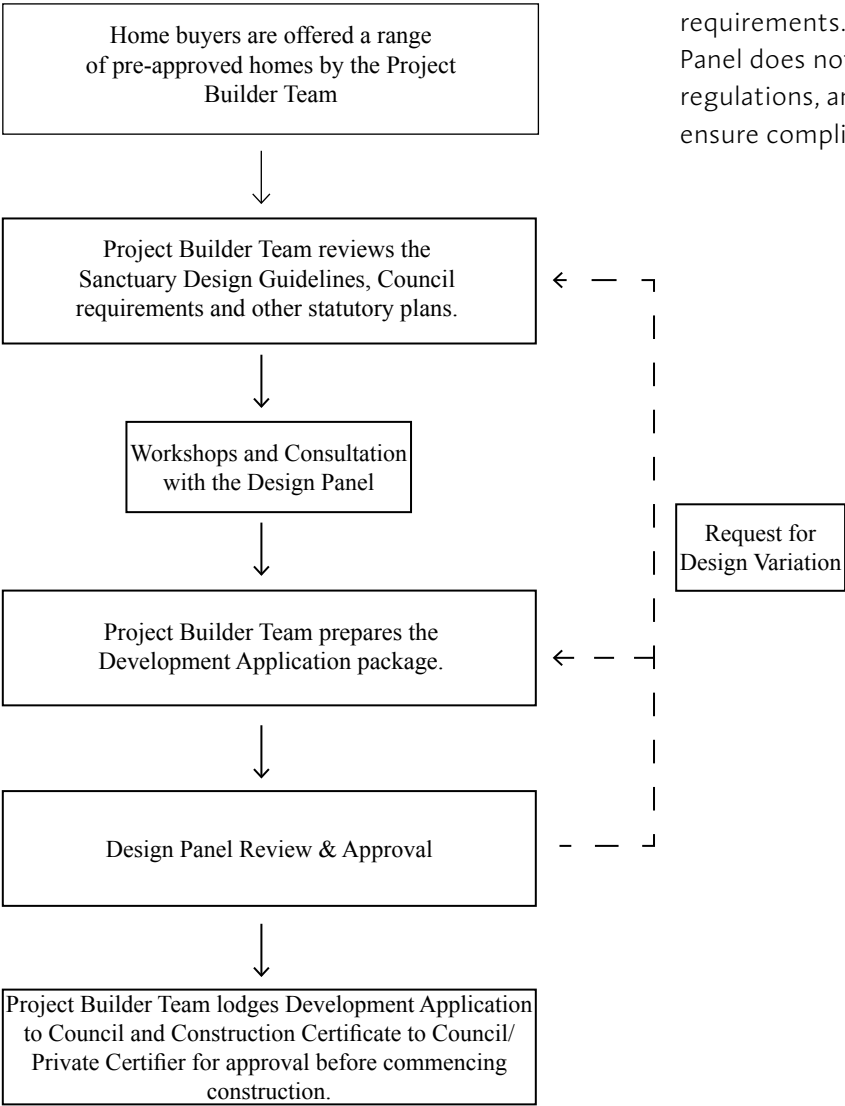 Home buyers are offered a range
of pre-approved homes by the Project
Builder Team
requirements.
Panel does not
regulations, an
ensure compli
Project Builder Team reviews the
Sanctuary Design Guidelines, Council
requirements and other statutory plans.
Workshops and Consultation
with the Design Panel
Request for
Design Variation
Project Builder Team prepares the
Development Application package.
Design Panel Review & Approval
Project Builder Team lodges Development Application
to Council and Construction Certificate to Council/
Private Certifier for approval before commencing
construction.